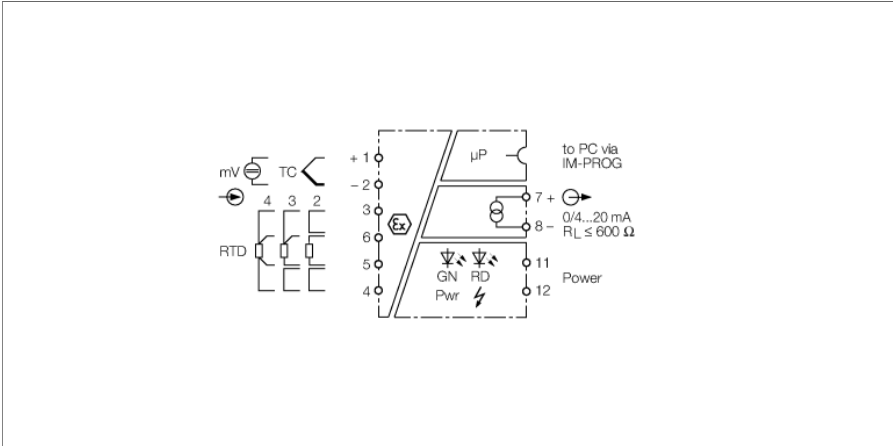 mV TC + 1
− 2
4 3 2 3
6
RTD 5
4
Ex
µP to PC via
IM-PROG
7 +
8 − 0/4...20 mA
RL ≤ 600 Ω
GN RD 11
Pwr 12 Power